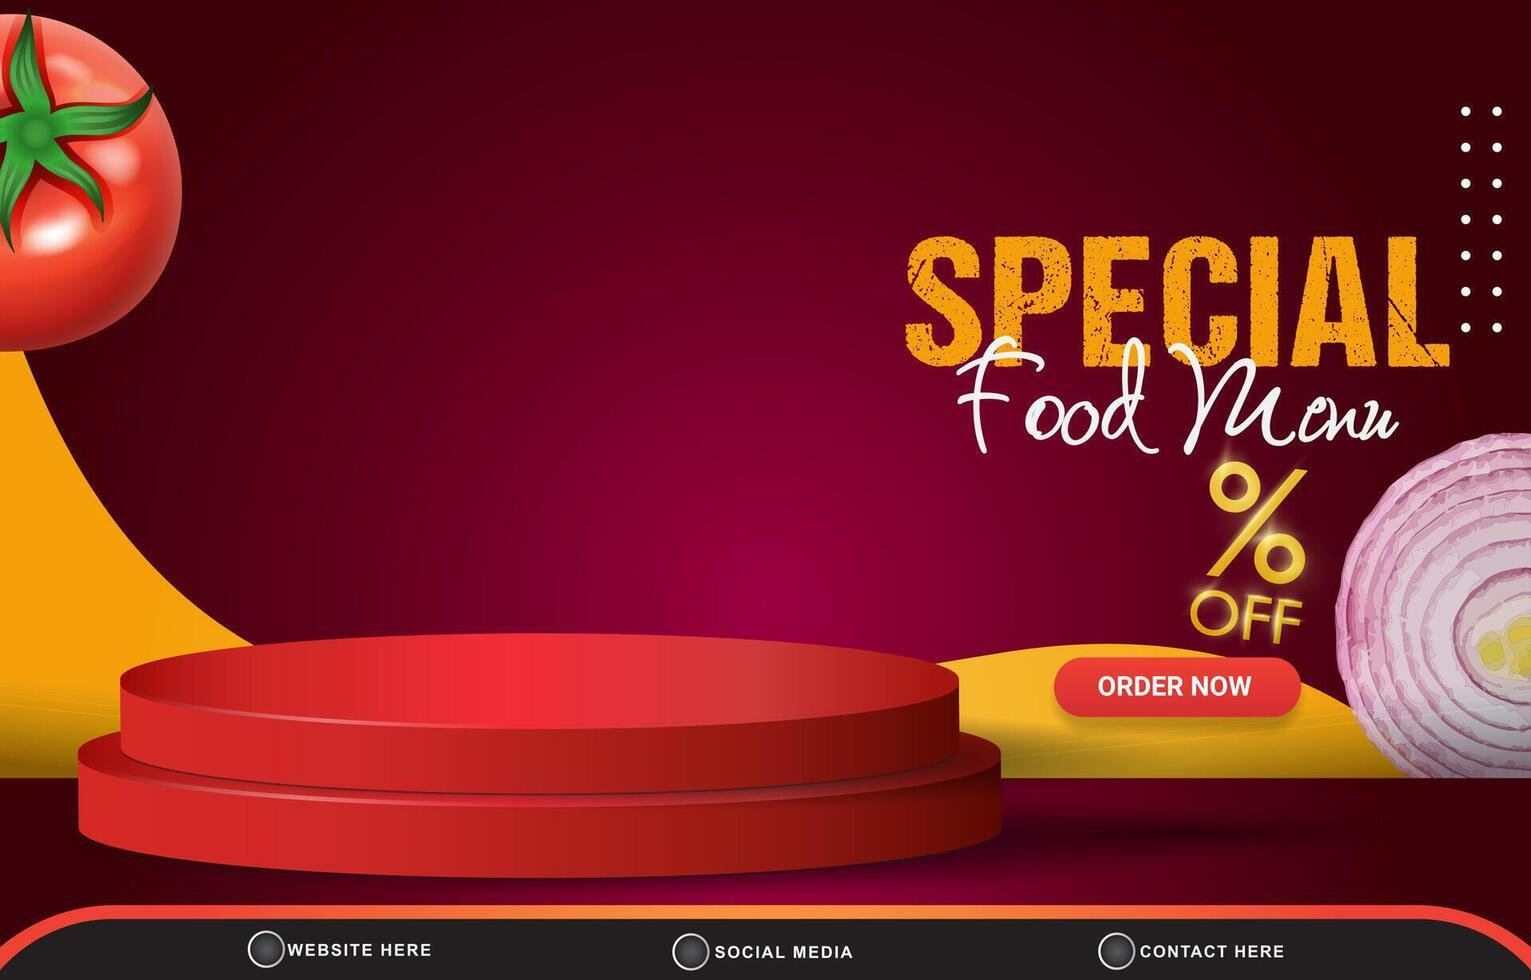 SPECIAL
Food Menu
%
OFF
ORDER NOW
WEBSITE HERE
SOCIAL MEDIA
CONTACT HERE